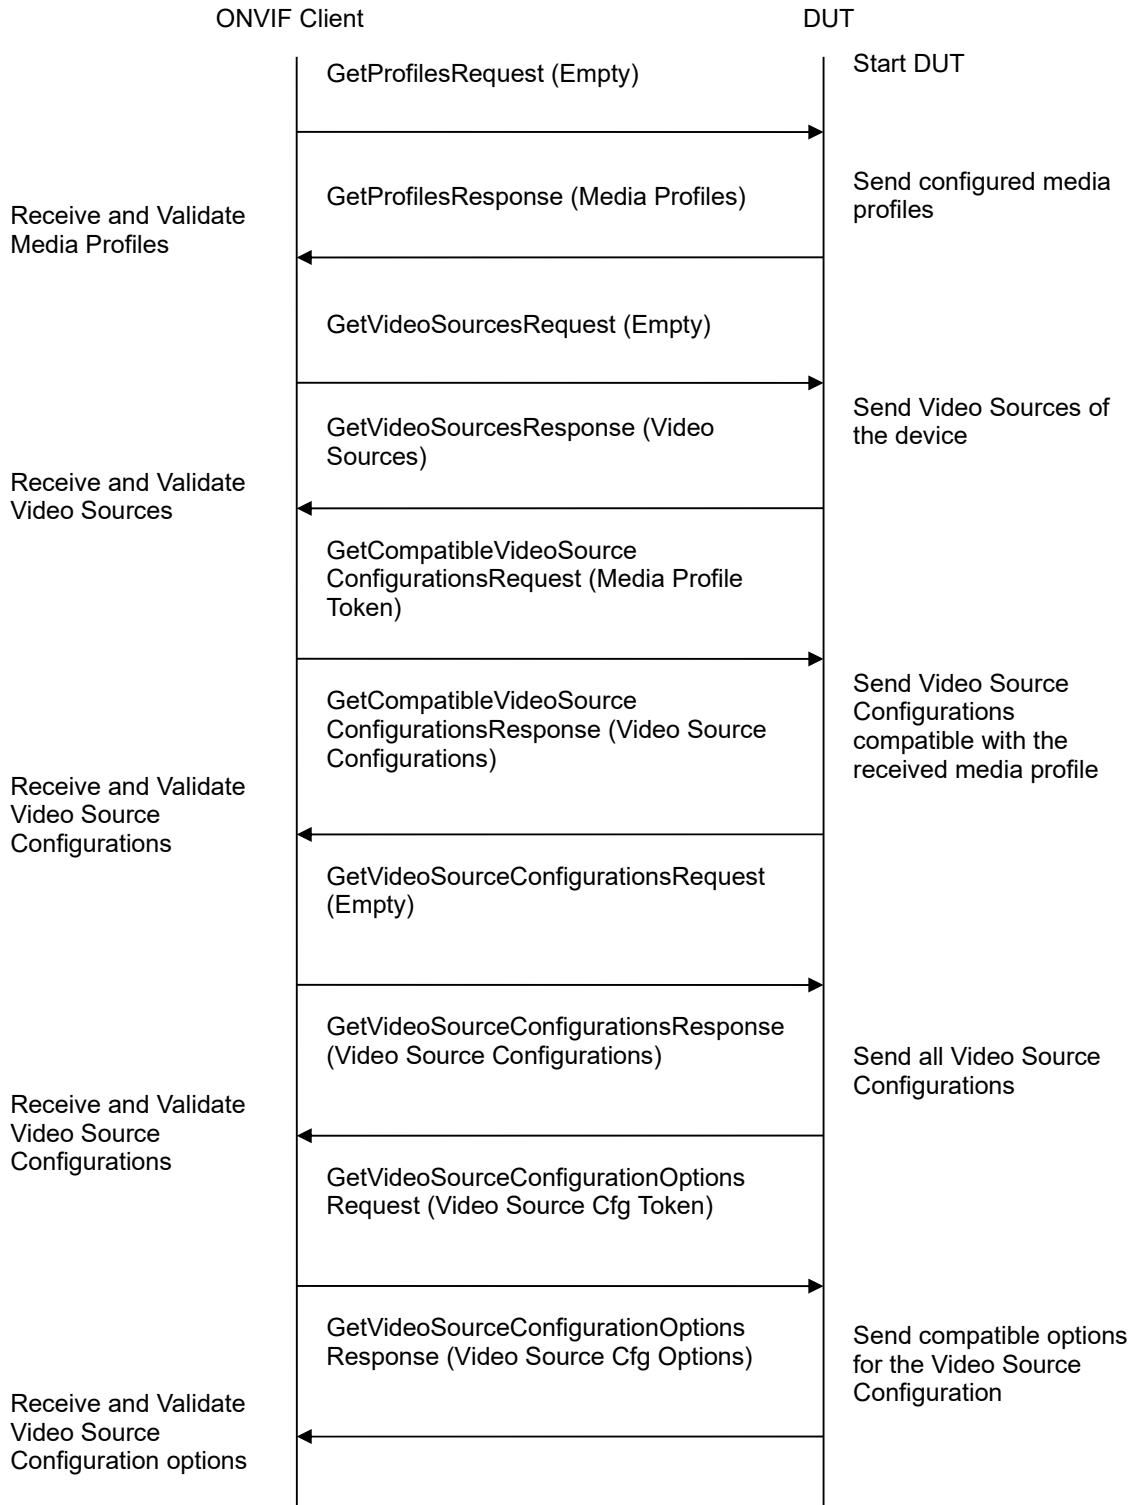 ONVIF Client
DUT
Start DUT
GetProfilesRequest (Empty)
Send configured media
profiles
GetProfilesResponse (Media Profiles)
Receive and Validate
Media Profiles
GetVideoSourcesRequest (Empty)
Send Video Sources of
the device
GetVideoSourcesResponse (Video
Sources)
Receive and Validate
Video Sources
GetCompatibleVideoSource
ConfigurationsRequest (Media Profile
Token)
Send Video Source
Configurations
compatible with the
received media profile
GetCompatibleVideoSource
ConfigurationsResponse (Video Source
Configurations)
Receive and Validate
Video Source
Configurations
GetVideoSourceConfigurationsRequest
(Empty)
GetVideoSourceConfigurationsResponse
(Video Source Configurations)
Send all Video Source
Configurations
Receive and Validate
Video Source
Configurations
GetVideoSourceConfigurationOptions
Request (Video Source Cfg Token)
GetVideoSourceConfigurationOptions
Response (Video Source Cfg Options)
Send compatible options
for the Video Source
Configuration
Receive and Validate
Video Source
Configuration options